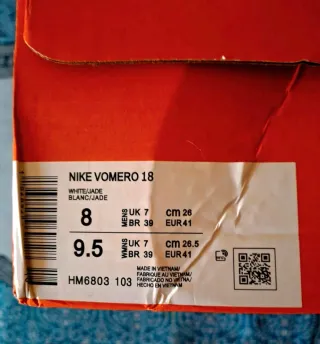 NIKE VOMERO 18
WHITE/JADE
BLANC/JADE
8 MENS UK 7 CM 26
BR 39 EUR 41
9.5 WMNS UK 7 CM 26.5
BR 39 EUR 41
MADE IN VIETNAM/
FABRIQUÉ AU VIETNAM/
FABRICADO NO VIETNA/
HECHO EN VIETNAM
HM6803 103